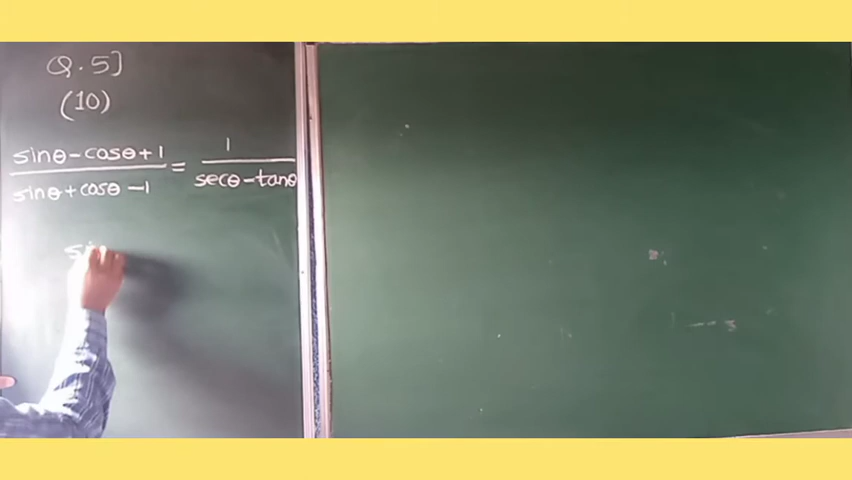 Q.5]
(10)
sinθ-cosθ+1 / sinθ+cosθ-1 = 1 / secθ-tanθ